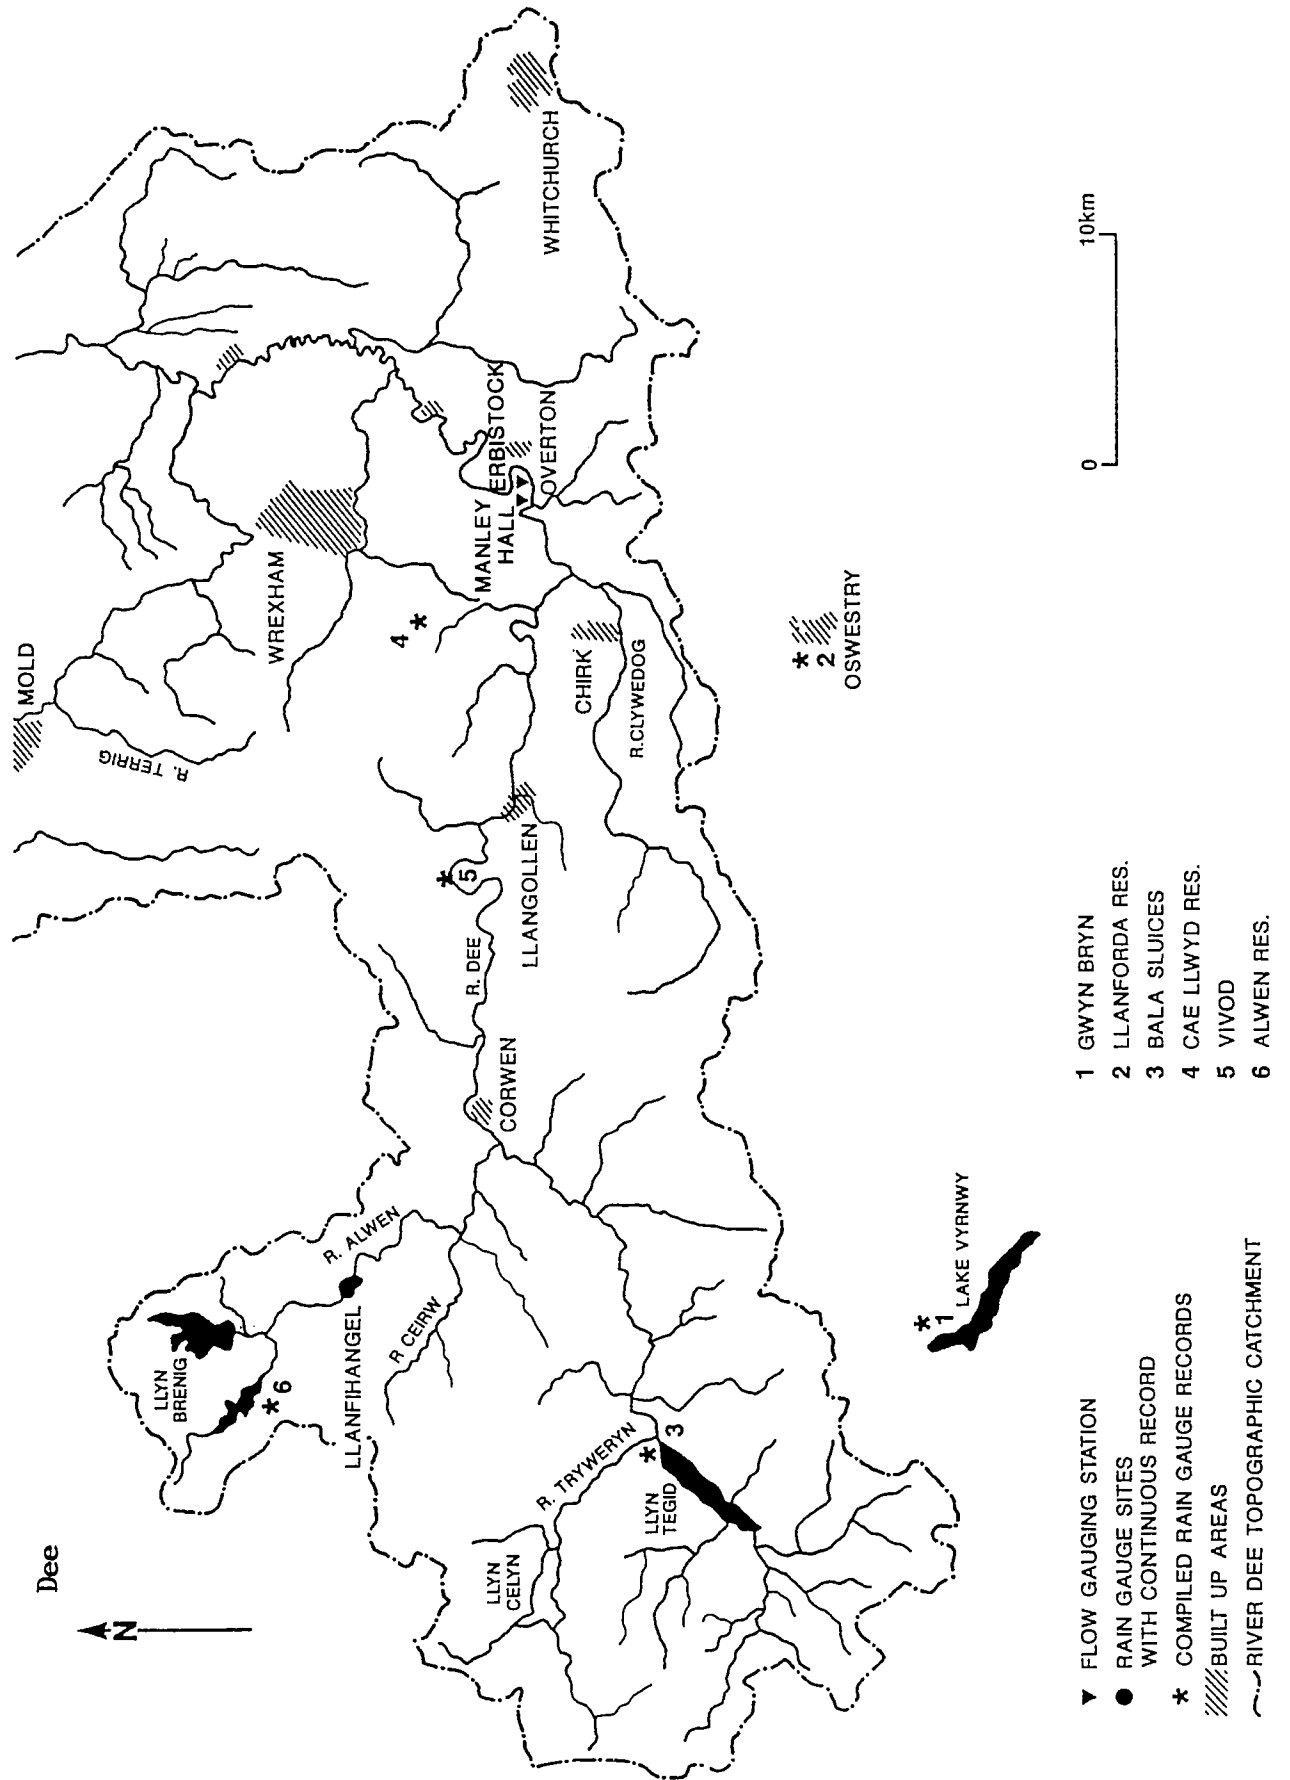 Dee
N
MOLD
R. TERRIG
WREXHAM
WHITCHURCH
ERBISTOCK
OVERTON
MANLEY
HALL
4
CHIRK
R.CLYWEDOG
2
OSWESTRY
LLANGOLLEN
5
R. DEE
CORWEN
R. ALWEN
LLYN
BRENIG
6
LLANFIHANGEL
R CEIRW
R. TRYWERYN
LLYN
CELYN
LLYN
TEGID
3
1
LAKE VYRNWY
0
10km
FLOW GAUGING STATION
RAIN GAUGE SITES
WITH CONTINUOUS RECORD
COMPILED RAIN GAUGE RECORDS
BUILT UP AREAS
RIVER DEE TOPOGRAPHIC CATCHMENT
1 GWYN BRYN
2 LLANFORDA RES.
3 BALA SLUICES
4 CAE LLWYD RES.
5 VIVOD
6 ALWEN RES.